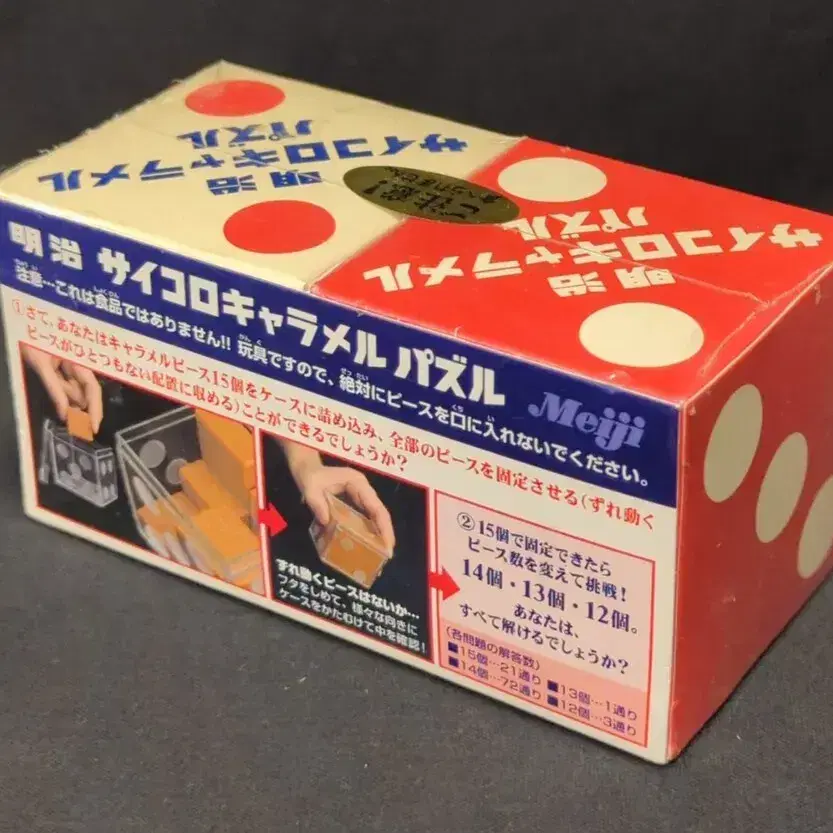 明治
サイコロキャラメル
パズル
ご注意!
食べられません。
明治
サイコロキャラメル
パズル
明治 サイコロキャラメル パズル
注意…これは食品ではありません!! 玩具ですので、絶対にピースを口に入れないでください。
Meiji
①さて、あなたはキャラメルピース15個をケースに詰め込み、全部のピースを固定させる(ずれ動く
ピースがひとつもない配置に収める)ことができるでしょうか?
ずれ動くピースはないか…
フタをしめて、様々な向きに
ケースをかたむけて中を確認!
②15個で固定できたら
ピース数を変えて挑戦!
14個・13個・12個。
あなたは、
すべて解けるでしょうか?
(各問題の解答数)
■15個…21通り ■13個…1通り
■14個…72通り ■12個…3通り